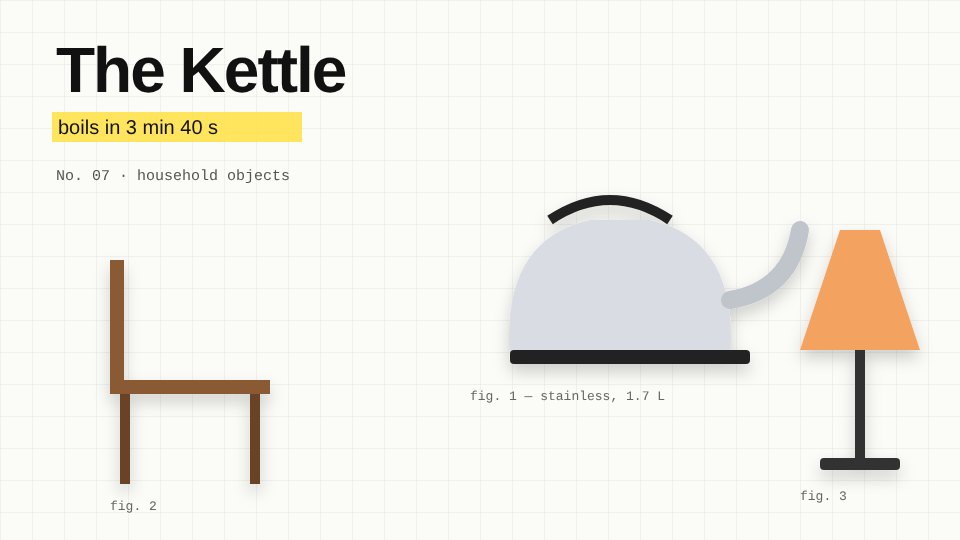 The Kettle
boils in 3 min 40 s
No. 07 · household objects
fig. 1 — stainless, 1.7 L
fig. 3
fig. 2